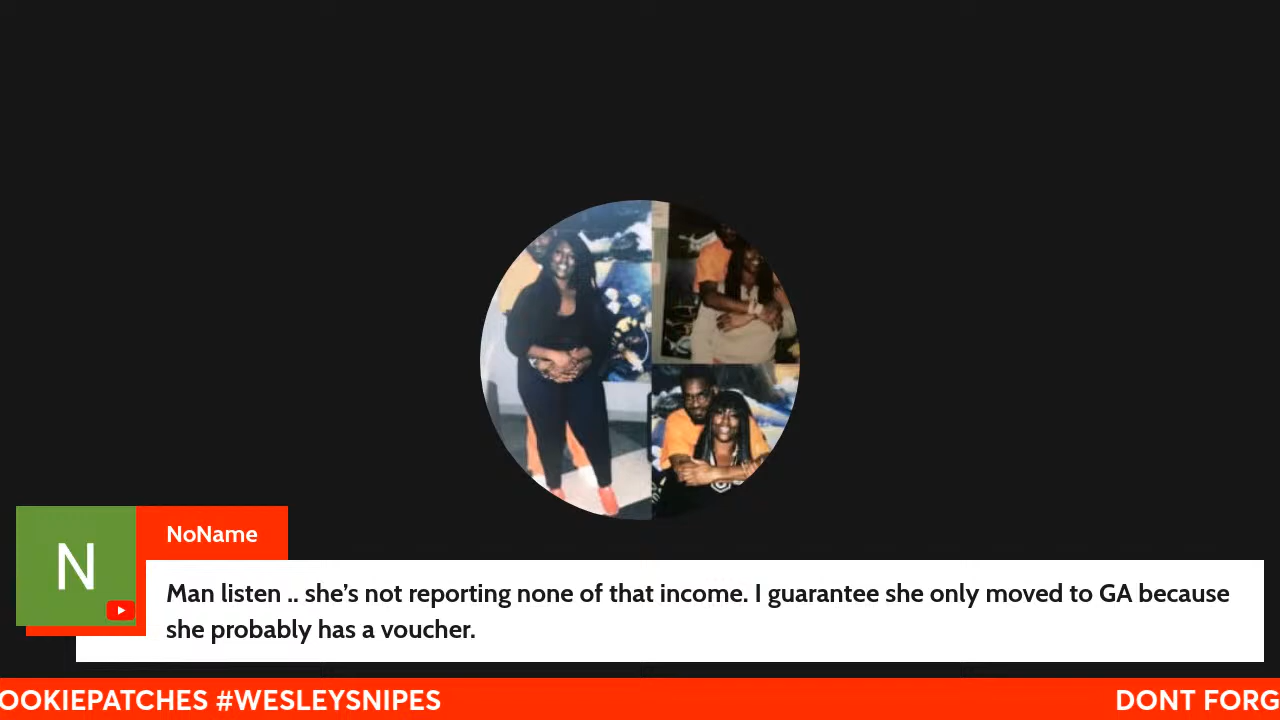 N
NoName
Man listen .. she's not reporting none of that income. I guarantee she only moved to GA because
she probably has a voucher.
OOKIEPATCHES #WESLEYSNIPES
DONT FORG